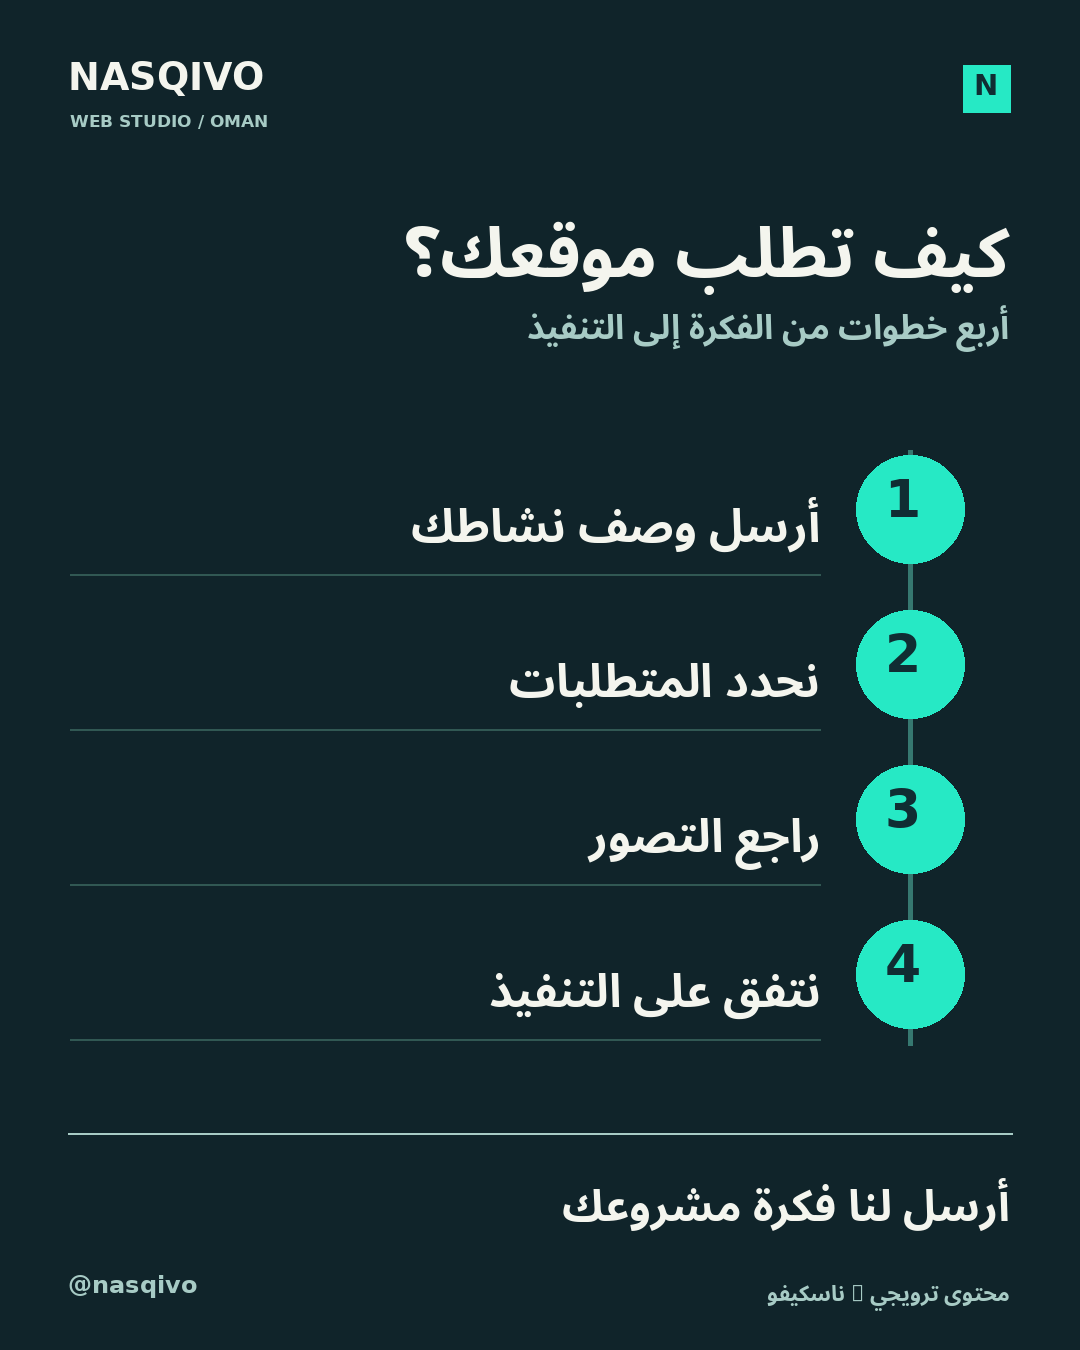 NASQIVO
N
WEB STUDIO / OMAN
كيف تطلب موقعك؟
أربع خطوات من الفكرة إلى التنفيذ
1
أرسل وصف نشاطك
2
نحدد المتطلبات
3
راجع التصور
4
نتفق على التنفيذ
أرسل لنا فكرة مشروعك
@nasqivo
محتوى ترويجي ▯ ناسكيفو